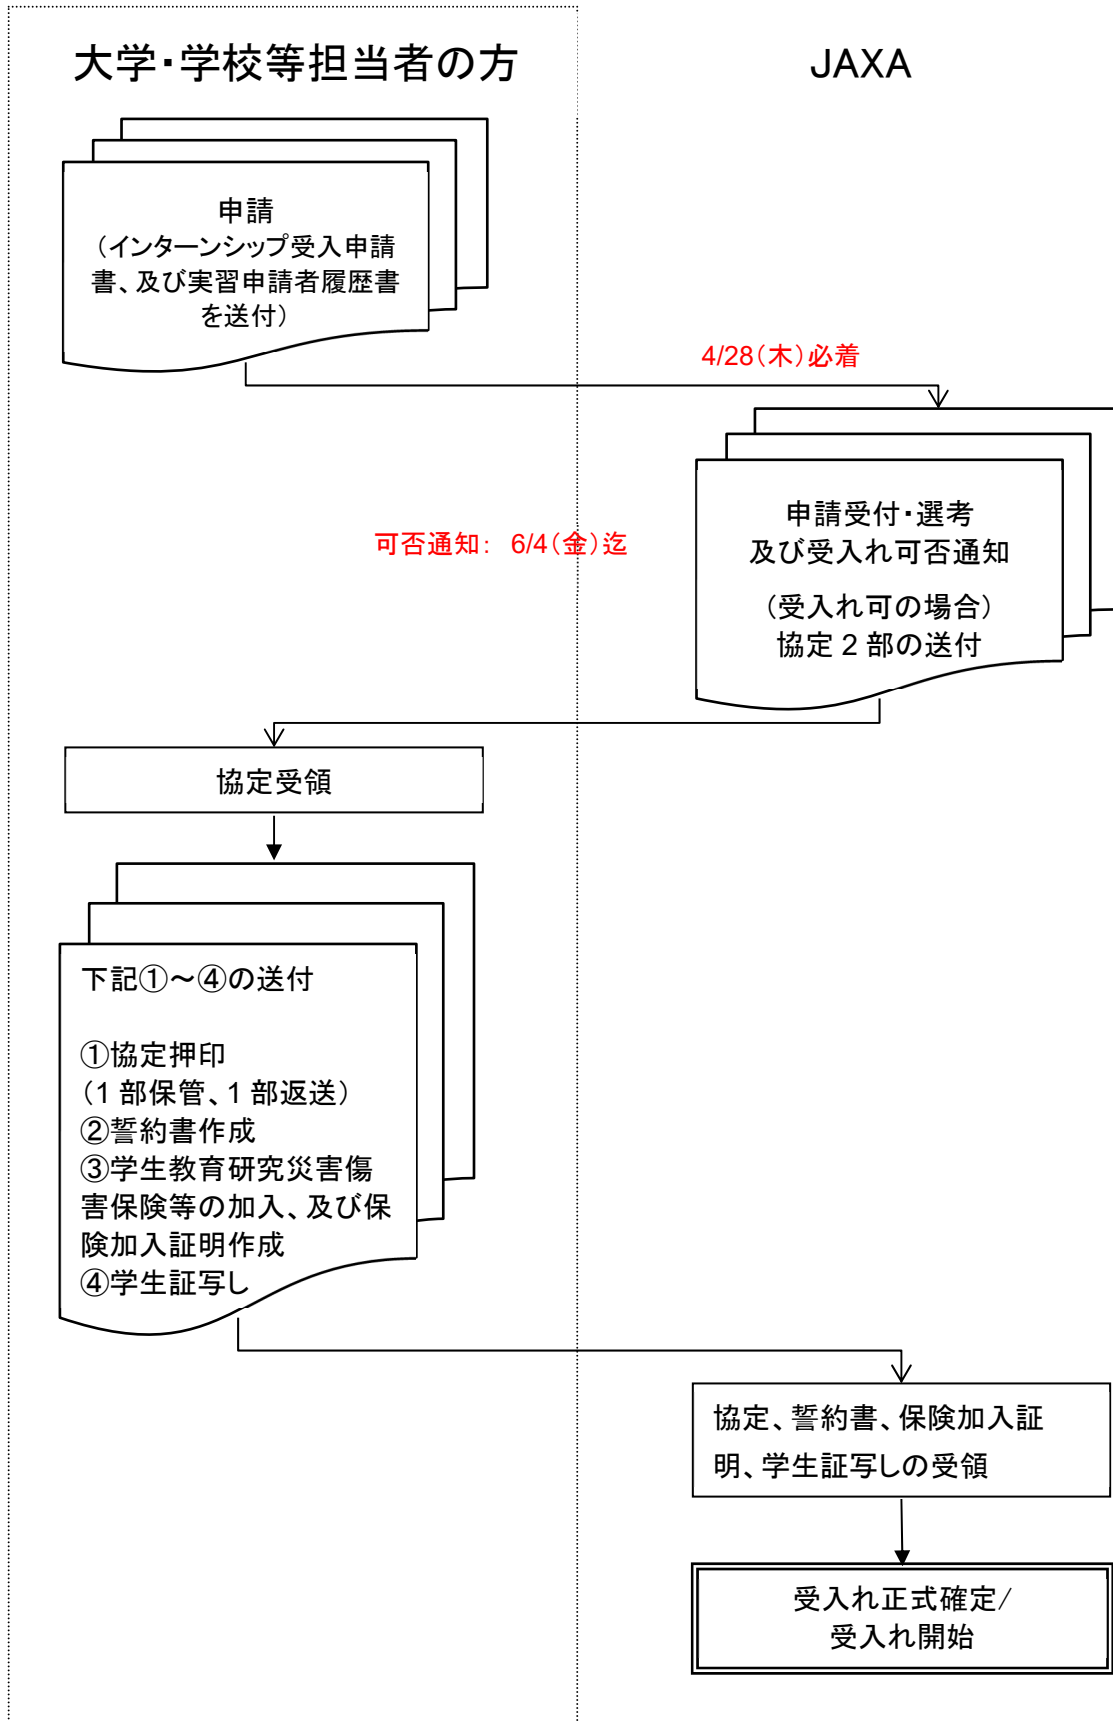 大学・学校等担当者の方
JAXA
申請
（インターンシップ受入申請
書、及び実習申請者履歴書
を送付）
4/28（木）必着
申請受付・選考
及び受入れ可否通知
（受入れ可の場合）
協定 2 部の送付
可否通知： 6/4（金）迄
協定受領
下記①～④の送付
①協定押印
（1 部保管、1 部返送）
②誓約書作成
③学生教育研究災害傷
害保険等の加入、及び保
険加入証明作成
④学生証写し
協定、誓約書、保険加入証
明、学生証写しの受領
受入れ正式確定/
受入れ開始